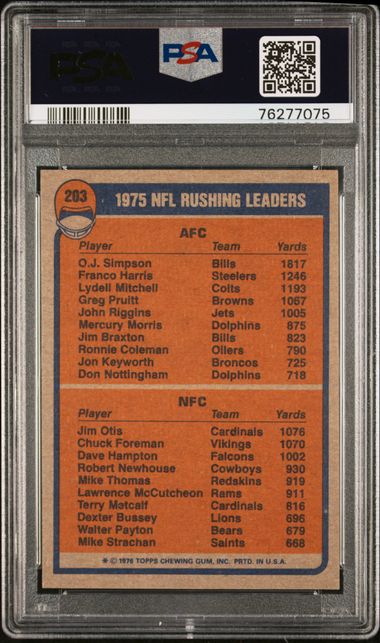 PSA
PSA
76277075
203
1975 NFL RUSHING LEADERS
AFC
Player Team Yards
O.J. Simpson Bills 1817
Franco Harris Steelers 1246
Lydell Mitchell Colts 1193
Greg Pruitt Browns 1067
John Riggins Jets 1005
Mercury Morris Dolphins 875
Jim Braxton Bills 823
Ronnie Coleman Oilers 790
Jon Keyworth Broncos 725
Don Nottingham Dolphins 718
NFC
Player Team Yards
Jim Otis Cardinals 1076
Chuck Foreman Vikings 1070
Dave Hampton Falcons 1002
Robert Newhouse Cowboys 930
Mike Thomas Redskins 919
Lawrence McCutcheon Rams 911
Terry Metcalf Cardinals 816
Dexter Bussey Lions 696
Walter Payton Bears 679
Mike Strachan Saints 668
* © 1976 TOPPS CHEWING GUM, INC. PRTD. IN U.S.A.